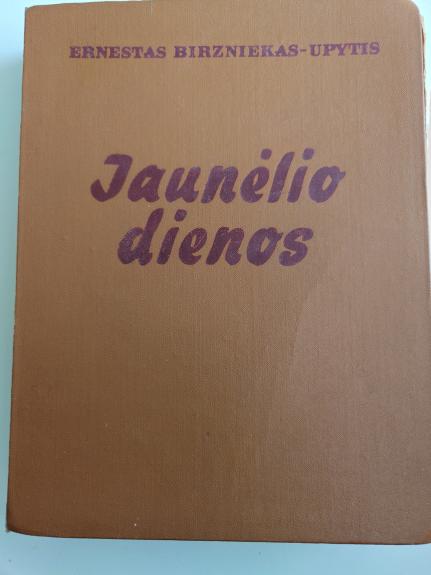 ERNESTAS BIRZNIEKAS-UPYTIS
Jaunėlio
dienos